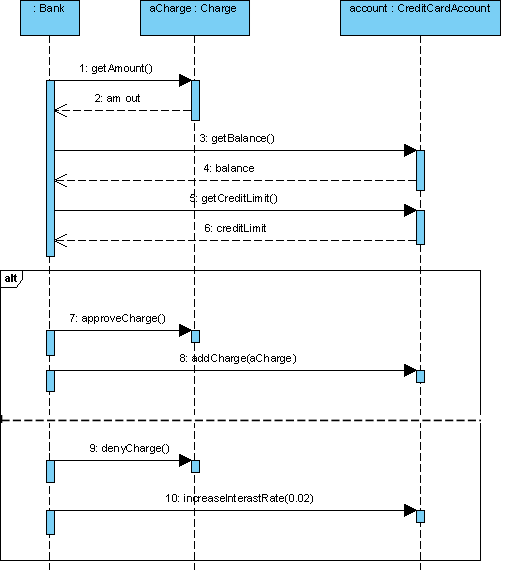 : Bank
aCharge : Charge
account : CreditCardAccount
1: getAmount()
2: am out
3: getBalance()
4: balance
5: getCreditLimit()
6: creditLimit
alt
7: approveCharge()
8: addCharge(aCharge)
9: denyCharge()
10: increaseInterastRate(0.02)